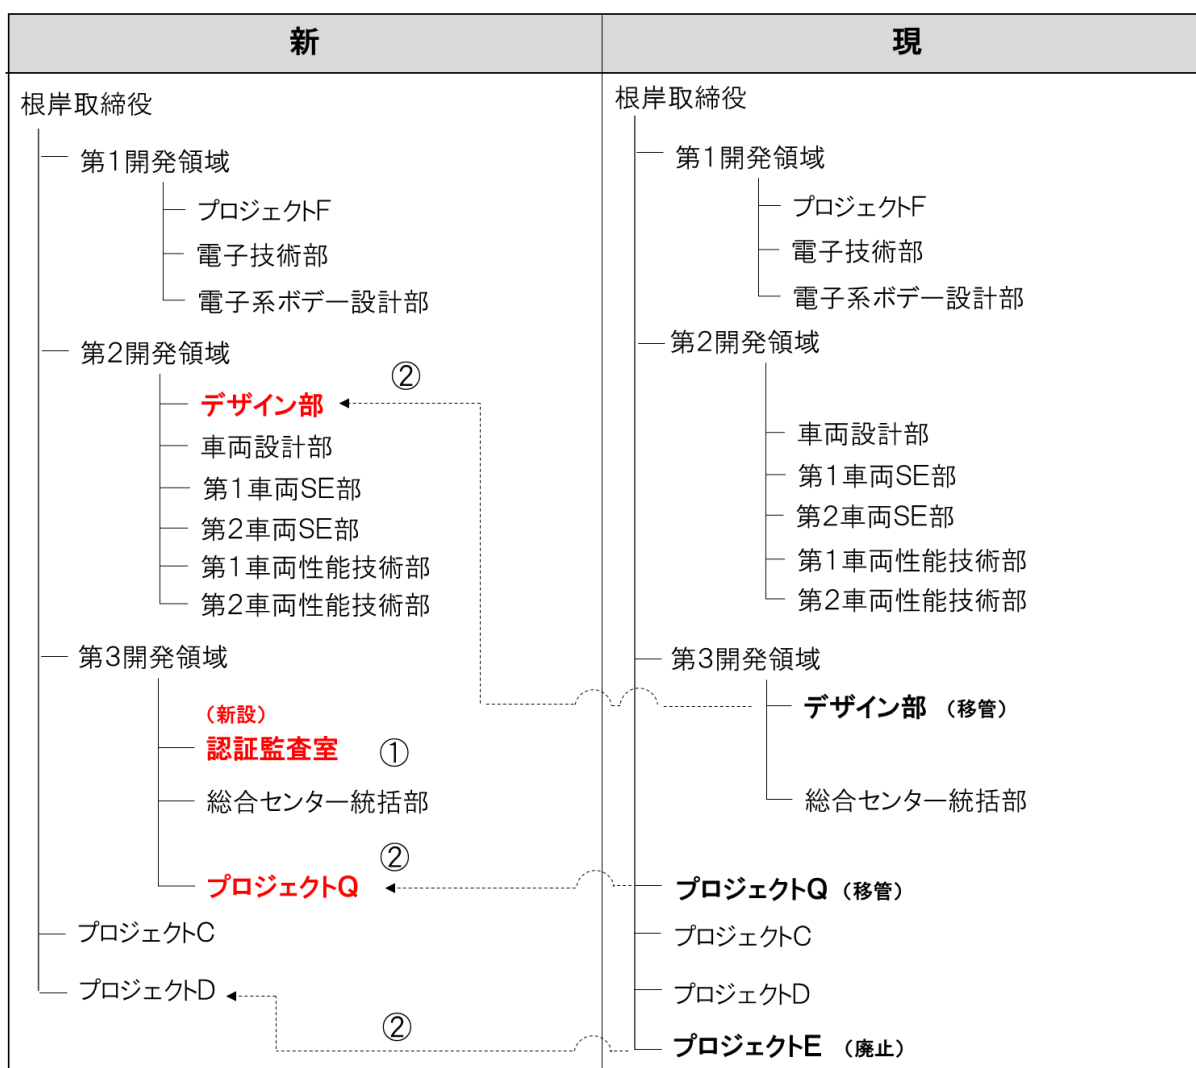 新
現
根岸取締役
第1開発領域
プロジェクトF
電子技術部
電子系ボデー設計部
第2開発領域
②
デザイン部
車両設計部
第1車両SE部
第2車両SE部
第1車両性能技術部
第2車両性能技術部
第3開発領域
（新設）
認証監査室 ①
総合センター統括部
②
プロジェクトQ
プロジェクトC
プロジェクトD
②
根岸取締役
第1開発領域
プロジェクトF
電子技術部
電子系ボデー設計部
第2開発領域
車両設計部
第1車両SE部
第2車両SE部
第1車両性能技術部
第2車両性能技術部
第3開発領域
デザイン部 （移管）
総合センター統括部
プロジェクトQ （移管）
プロジェクトC
プロジェクトD
プロジェクトE （廃止）